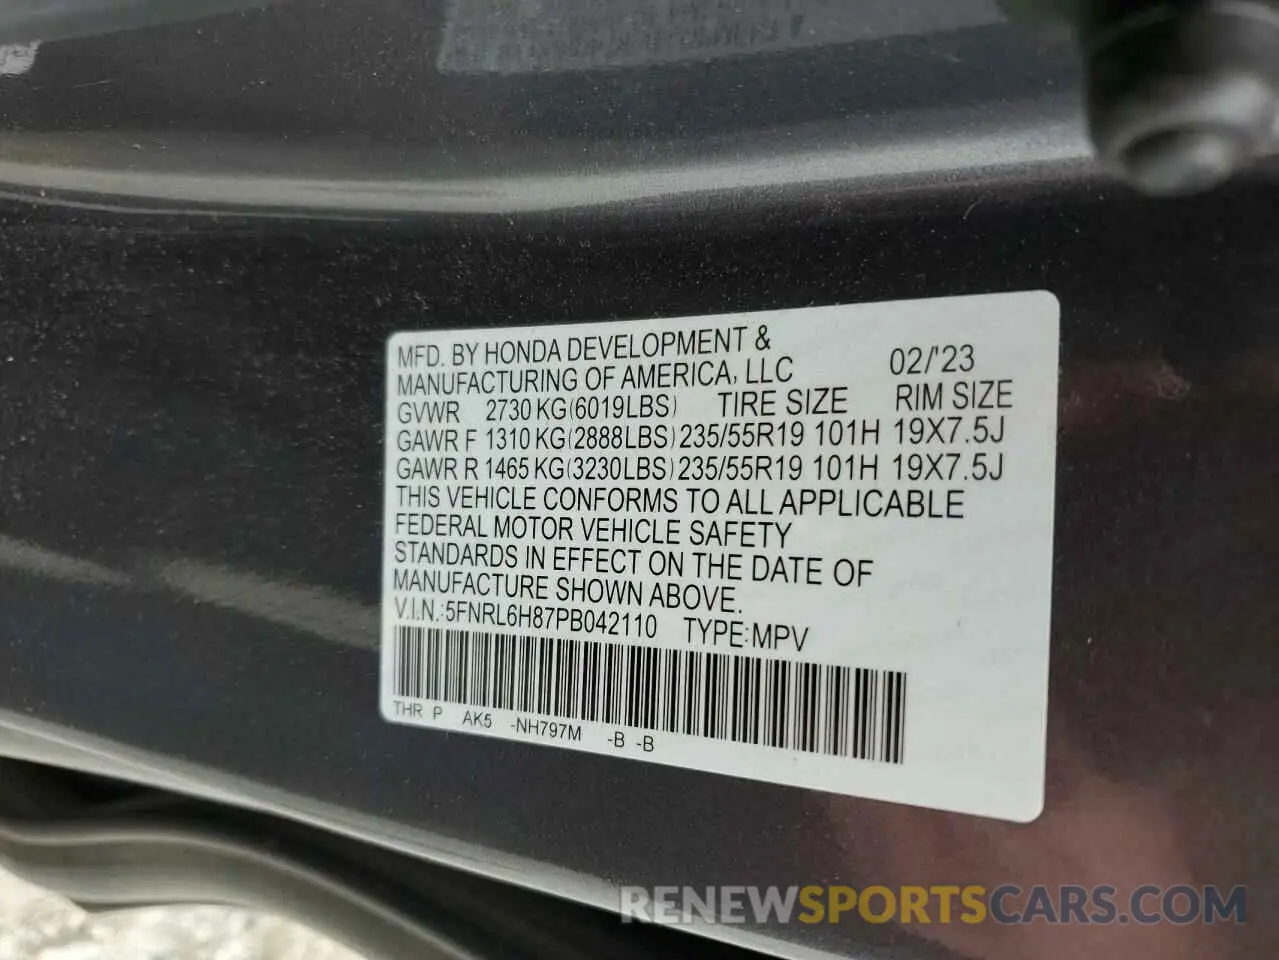 MFD. BY HONDA DEVELOPMENT &
MANUFACTURING OF AMERICA, LLC 02/'23
GVWR 2730 KG(6019LBS) TIRE SIZE RIM SIZE
GAWR F 1310 KG(2888LBS) 235/55R19 101H 19X7.5J
GAWR R 1465 KG(3230LBS) 235/55R19 101H 19X7.5J
THIS VEHICLE CONFORMS TO ALL APPLICABLE
FEDERAL MOTOR VEHICLE SAFETY
STANDARDS IN EFFECT ON THE DATE OF
MANUFACTURE SHOWN ABOVE.
V.I.N.:5FNRL6H87PB042110 TYPE:MPV
THR P AK5 -NH797M -B -B
RENEWSPORTSCARS.COM